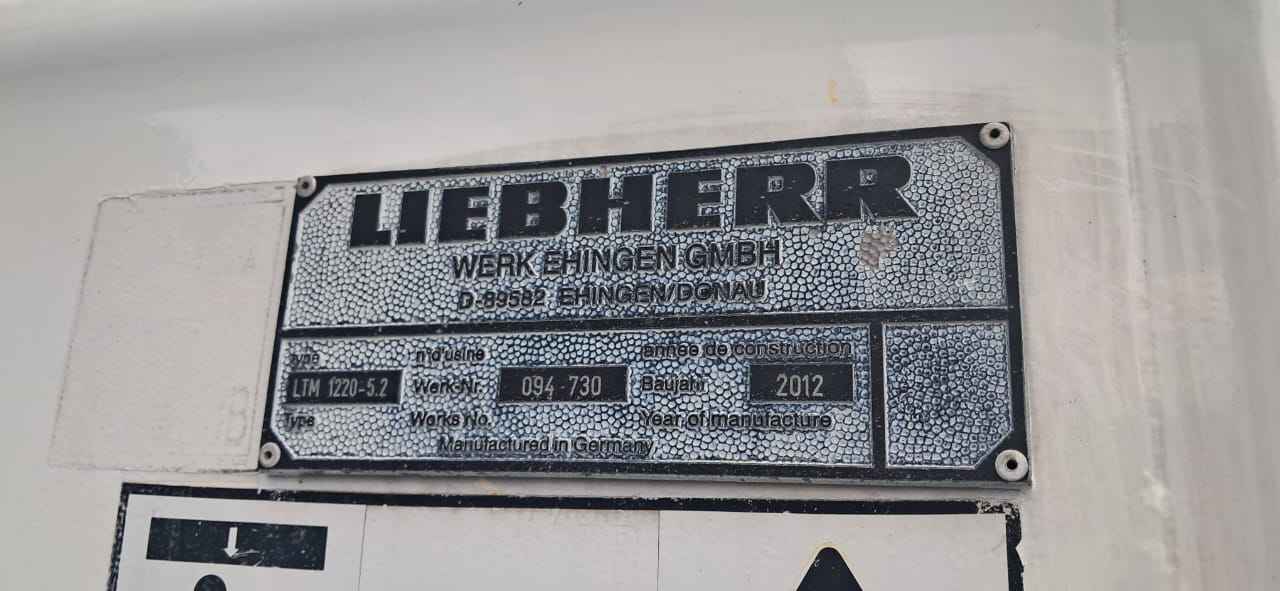 LIEBHERR
WERK EHINGEN GMBH
D-89582 EHINGEN/DONAU
type n°d'usine année de construction
LTM 1220-5.2 Werk-Nr. 094 730 Baujahr 2012
Type Works No. Year of manufacture
Manufactured in Germany